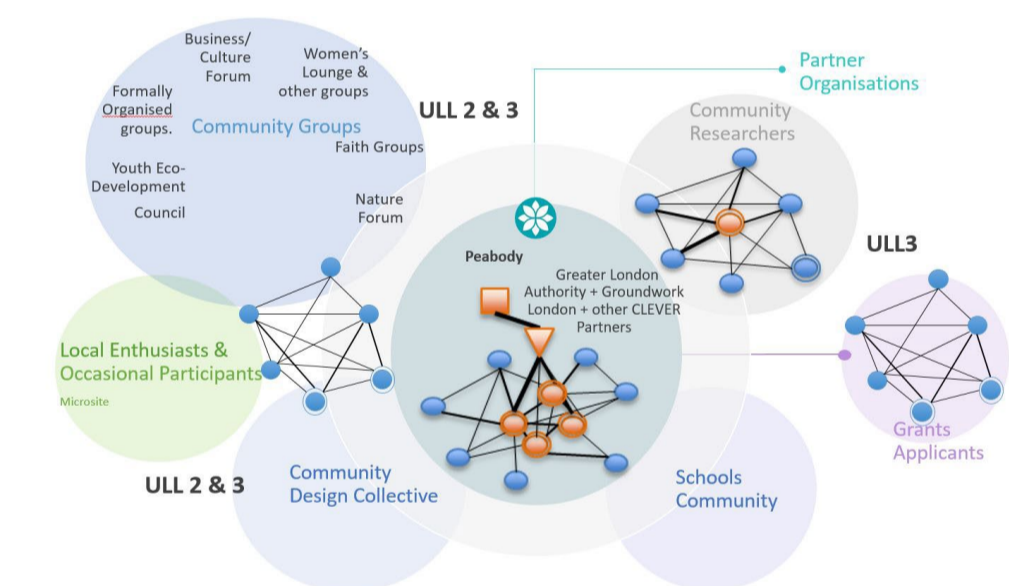 Business/
Culture
Forum
Women's
Lounge &
other groups
Formally
Organised
groups.
Community Groups
Faith Groups
Youth Eco-
Development
Council
Nature
Forum
ULL 2 & 3
Partner
Organisations
Community
Researchers
ULL3
Peabody
Greater London
Authority + Groundwork
London + other CLEVER
Partners
Local Enthusiasts &
Occasional Participants
Microsite
ULL 2 & 3
Community
Design Collective
Schools
Community
Grants
Applicants